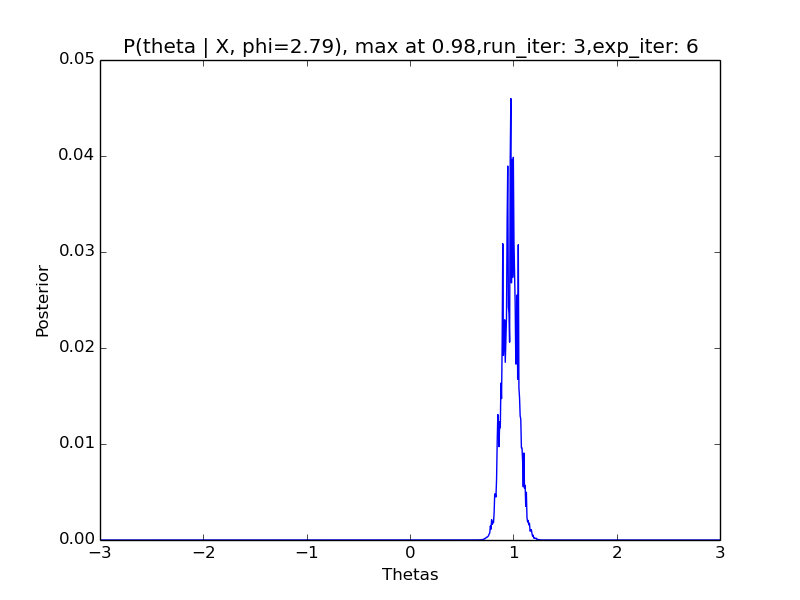 P(theta | X, phi=2.79), max at 0.98,run_iter: 3,exp_iter: 6
0.05
0.04
0.03
0.02
0.01
0.00
Posterior
−3 −2 −1 0 1 2 3
Thetas